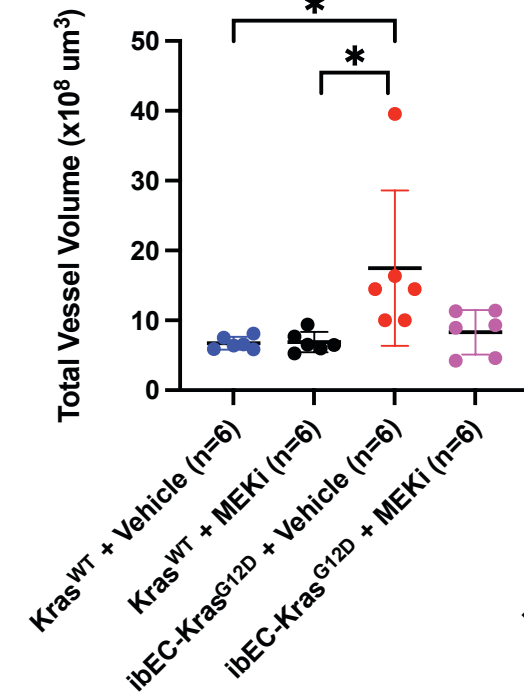 *
*
Total Vessel Volume (x10⁸ um³)
50
40
30
20
10
0
Kras^WT + Vehicle (n=6)
Kras^WT + MEKi (n=6)
ibEC-Kras^G12D + Vehicle (n=6)
ibEC-Kras^G12D + MEKi (n=6)